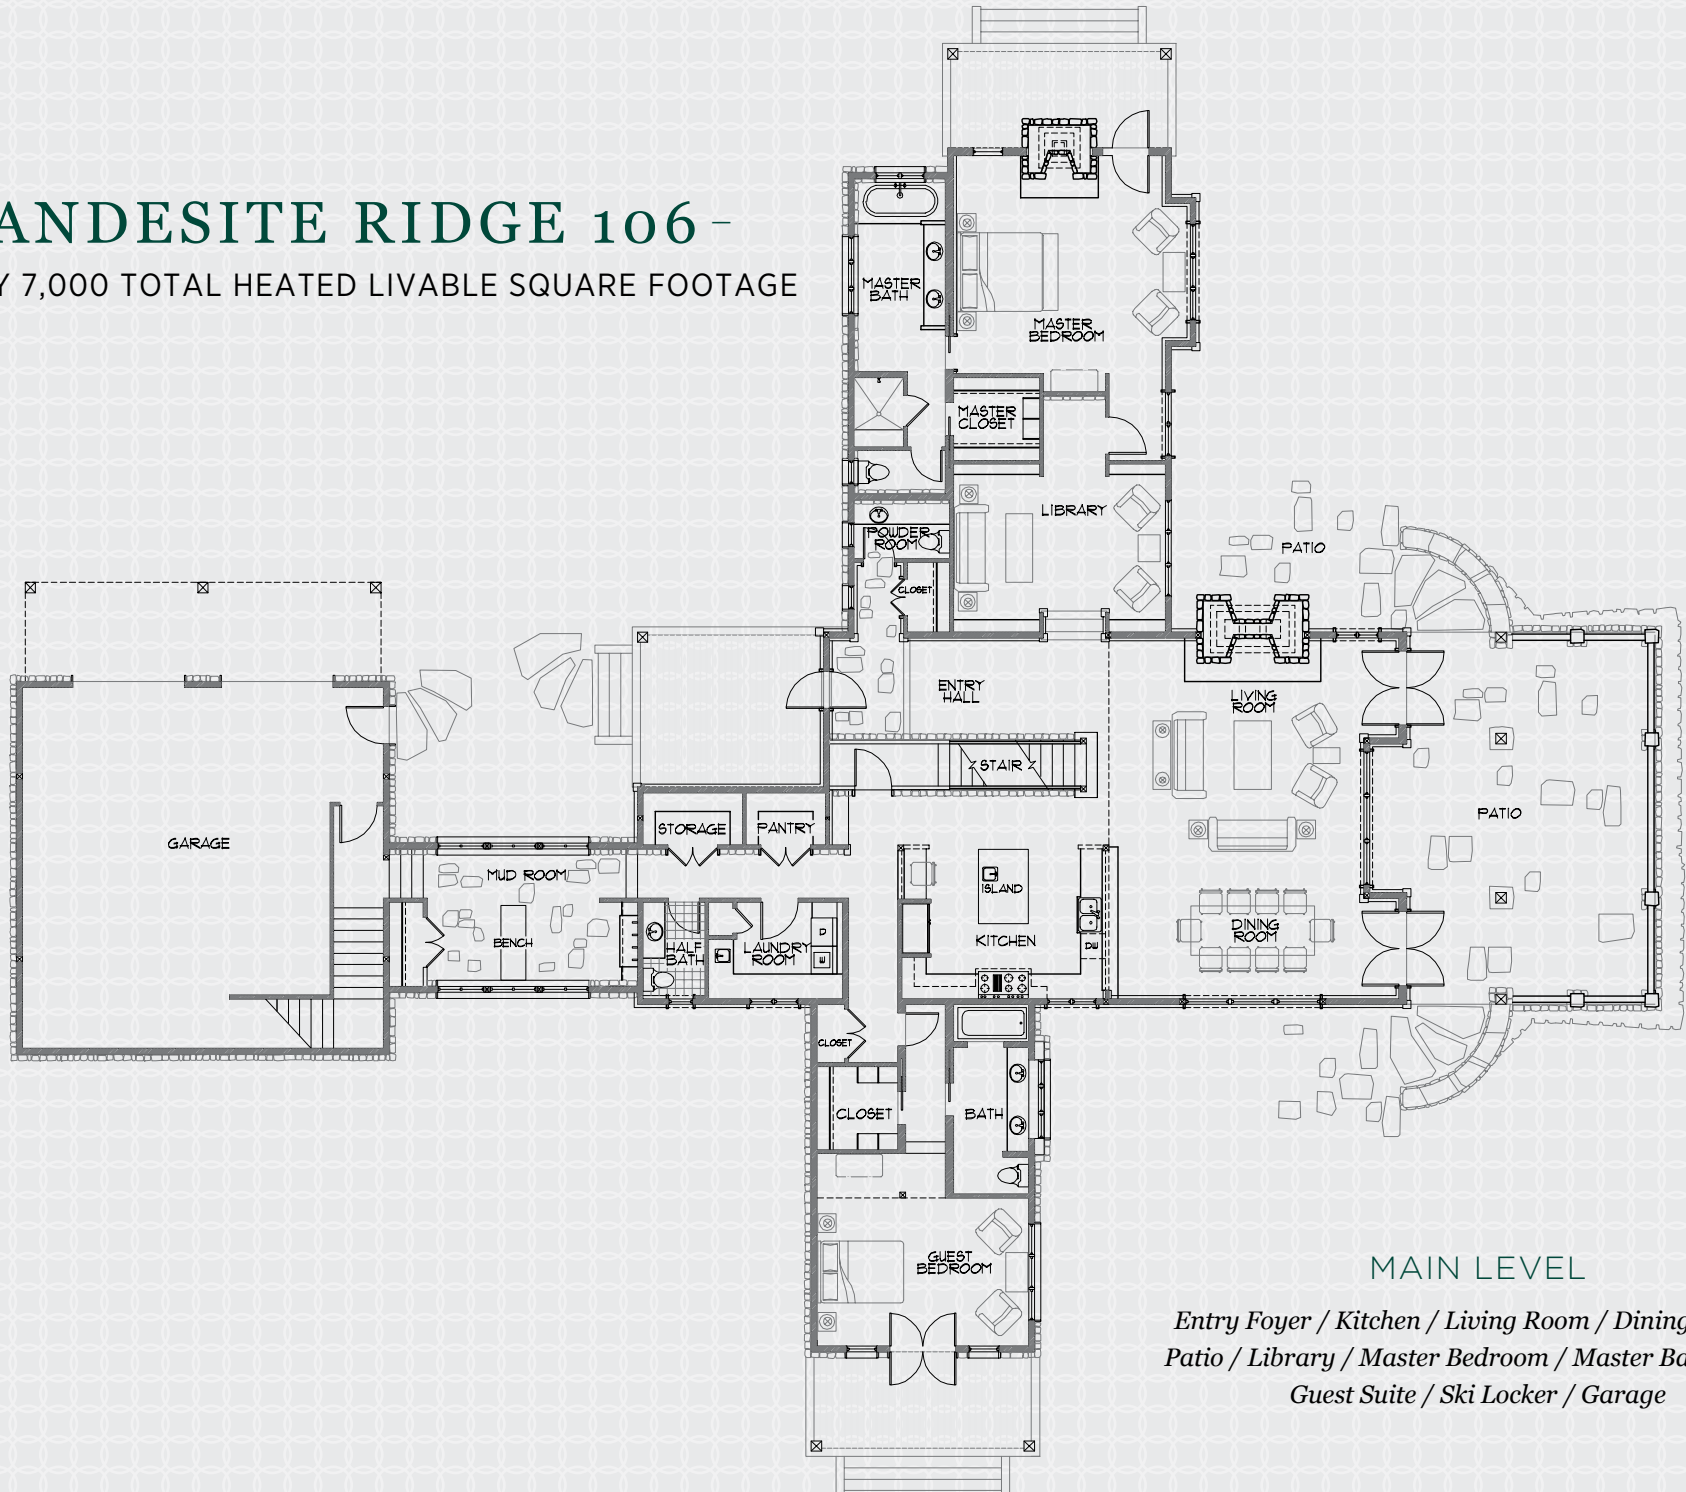 ANDESITE RIDGE 106 –
Y 7,000 TOTAL HEATED LIVABLE SQUARE FOOTAGE
MASTER
BATH
MASTER
BEDROOM
MASTER
CLOSET
LIBRARY
POWDER
ROOM
CLOSET
PATIO
ENTRY
HALL
LIVING
ROOM
STAIR
STORAGE
PANTRY
PATIO
GARAGE
MUD ROOM
ISLAND
BENCH
HALF
BATH
LAUNDRY
ROOM
D
W
KITCHEN
DW
DINING
ROOM
CLOSET
CLOSET
BATH
GUEST
BEDROOM
MAIN LEVEL
Entry Foyer / Kitchen / Living Room / Dining
Patio / Library / Master Bedroom / Master Ba
Guest Suite / Ski Locker / Garage